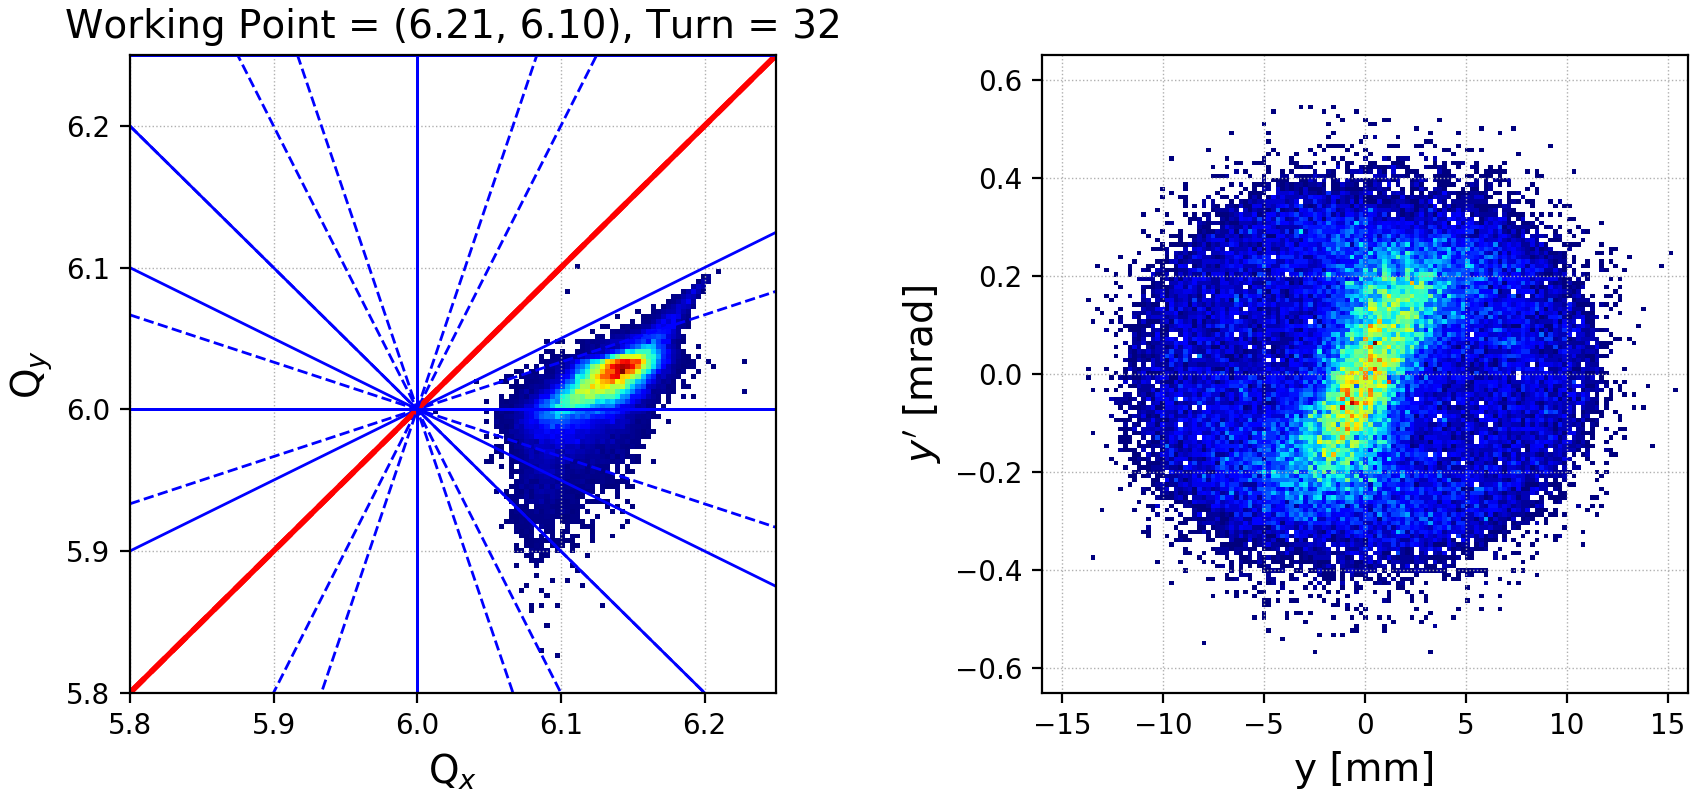 Working Point = (6.21, 6.10), Turn = 32
6.2
6.1
6.0
5.9
5.8
Q_y
5.8 5.9 6.0 6.1 6.2
Q_x
0.6
0.4
0.2
0.0
−0.2
−0.4
−0.6
y′ [mrad]
−15 −10 −5 0 5 10 15
y [mm]